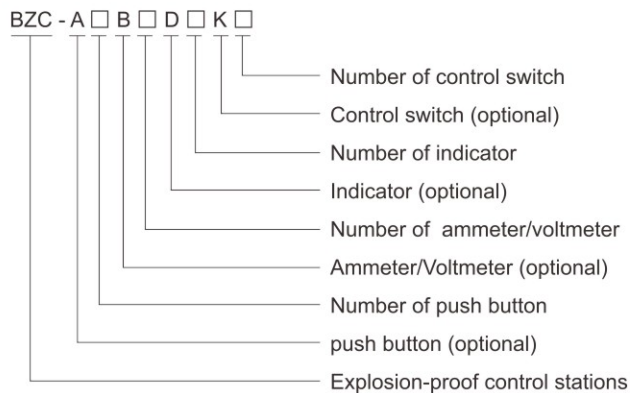 BZC - A □ B □ D □ K □
Number of control switch
Control switch (optional)
Number of indicator
Indicator (optional)
Number of ammeter/voltmeter
Ammeter/Voltmeter (optional)
Number of push button
push button (optional)
Explosion-proof control stations